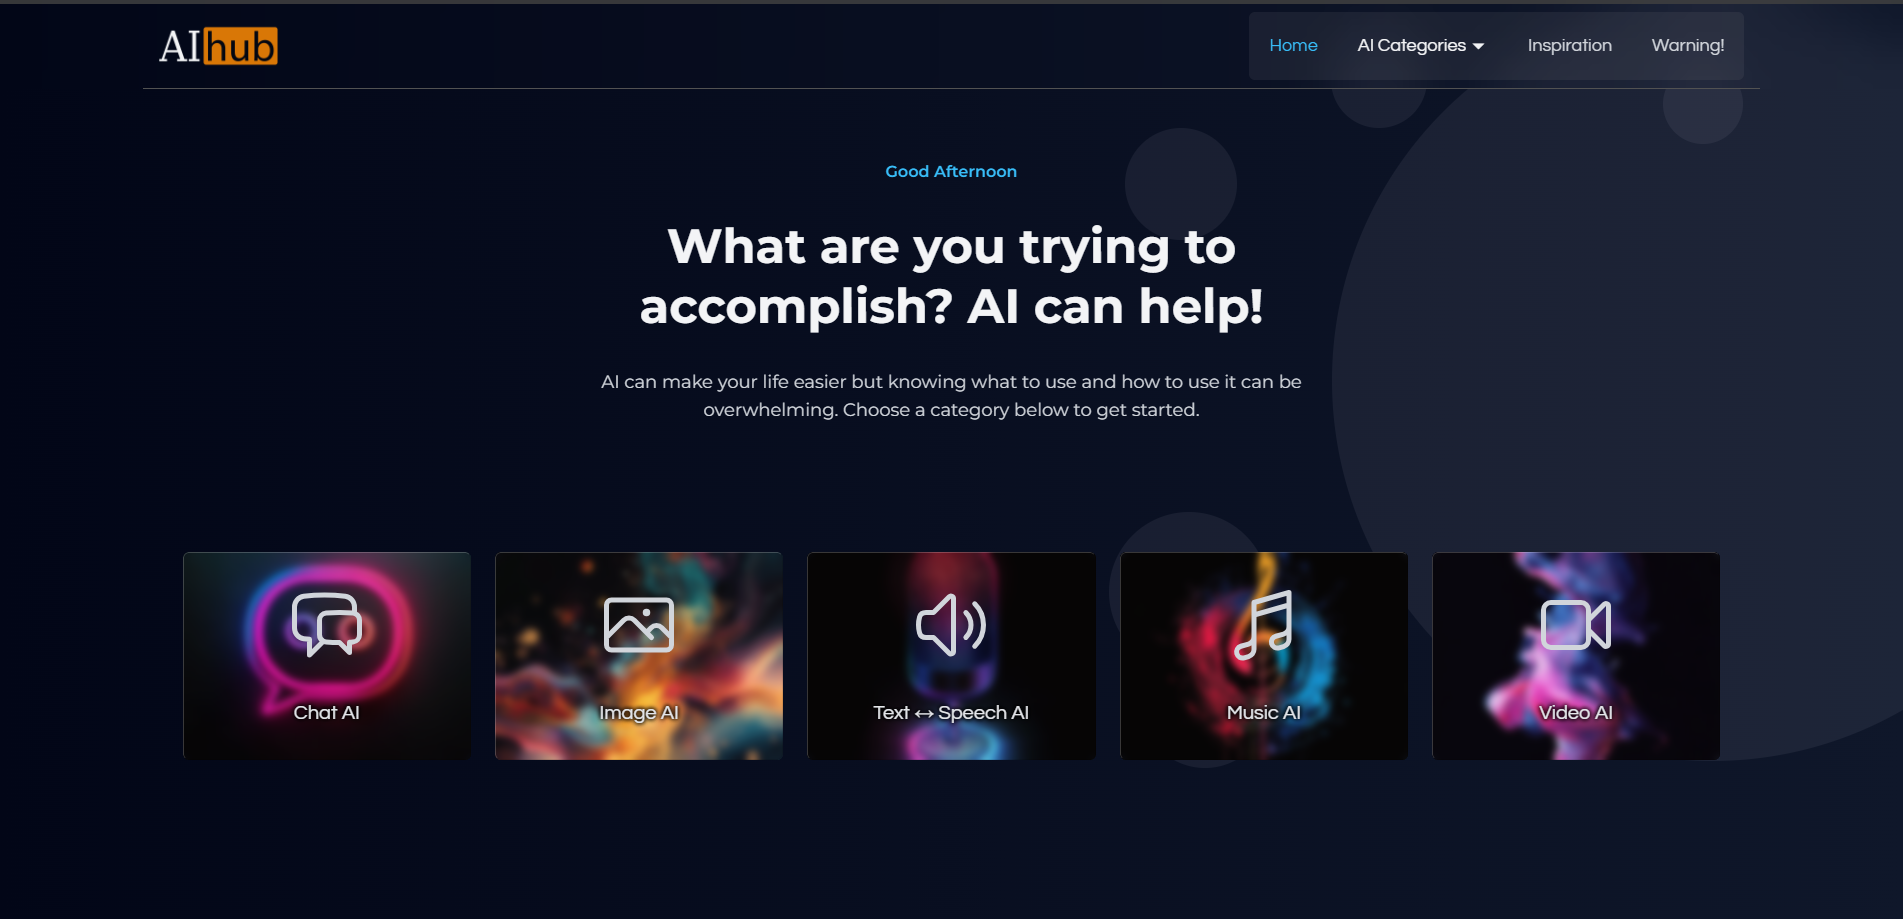 AIhub
Home
AI Categories
Inspiration
Warning!
Good Afternoon
What are you trying to
accomplish? AI can help!
AI can make your life easier but knowing what to use and how to use it can be
overwhelming. Choose a category below to get started.
Chat AI
Image AI
Text ↔ Speech AI
Music AI
Video AI